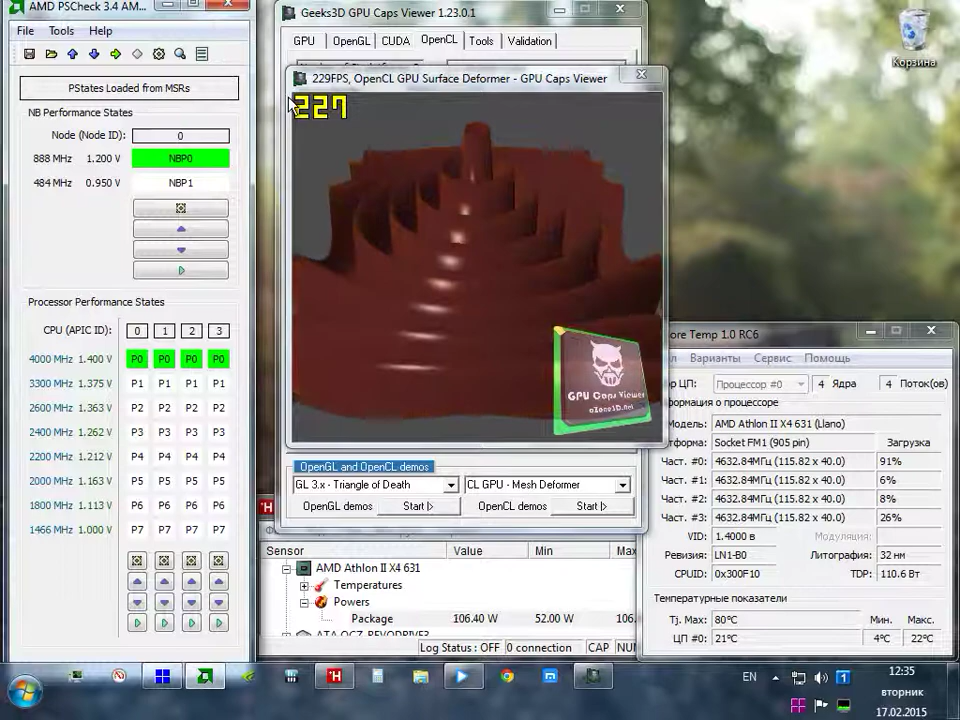 AMD PSCheck 3.4 AM...
File Tools Help
PStates Loaded from MSRs
NB Performance States
Node (Node ID): 0
888 MHz 1.200 V NBP0
484 MHz 0.950 V NBP1
Processor Performance States
CPU (APIC ID): 0 1 2 3
4000 MHz 1.400 V P0 P0 P0 P0
3300 MHz 1.375 V P1 P1 P1 P1
2600 MHz 1.363 V P2 P2 P2 P2
2400 MHz 1.262 V P3 P3 P3 P3
2200 MHz 1.212 V P4 P4 P4 P4
2000 MHz 1.163 V P5 P5 P5 P5
1800 MHz 1.113 V P6 P6 P6 P6
1466 MHz 1.000 V P7 P7 P7 P7
Geeks3D GPU Caps Viewer 1.23.0.1
GPU OpenGL CUDA OpenCL Tools Validation
229FPS, OpenCL GPU Surface Deformer - GPU Caps Viewer
227
GPU Caps Viewer
oZone3D.net
OpenGL and OpenCL demos
GL 3.x - Triangle of Death CL GPU - Mesh Deformer
OpenGL demos Start OpenCL demos Start
Sensor Value Min Max
AMD Athlon II X4 631
Temperatures
Powers
Package 106.40 W 52.00 W 106.
ATA OCZ-REVODRIVE3
Log Status : OFF 0 connection CAP NUM
Корзина
ore Temp 1.0 RC6
л Варианты Сервис Помощь
ор ЦП: Процессор #0 4 Ядра 4 Поток(ов)
формация о процессоре
Модель: AMD Athlon II X4 631 (Llano)
тформа: Socket FM1 (905 pin) Загрузка
Част. #0: 4632.84МГц (115.82 x 40.0) 91%
Част. #1: 4632.84МГц (115.82 x 40.0) 6%
Част. #2: 4632.84МГц (115.82 x 40.0) 8%
Част. #3: 4632.84МГц (115.82 x 40.0) 26%
VID: 1.4000 в Модуляция:
Ревизия: LN1-B0 Литография: 32 нм
CPUID: 0x300F10 TDP: 110.6 Вт
Температурные показатели
Tj. Max: 80°C Мин. Макс.
ЦП #0: 21°C 4°C 22°C
EN 1 12:35
вторник
17.02.2015